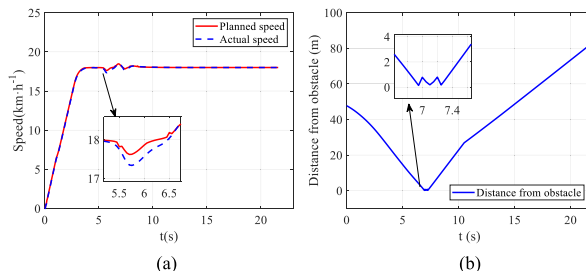 25
20
15
10
5
0
Speed(km·h⁻¹)
Planned speed
Actual speed
18
17
5.5 6 6.5
0 5 10 15 20
t(s)
(a)
100
80
60
40
20
0
Distance from obstacle (m)
4
2
0
7 7.4
Distance from obstacle
0 5 10 15 20
t (s)
(b)